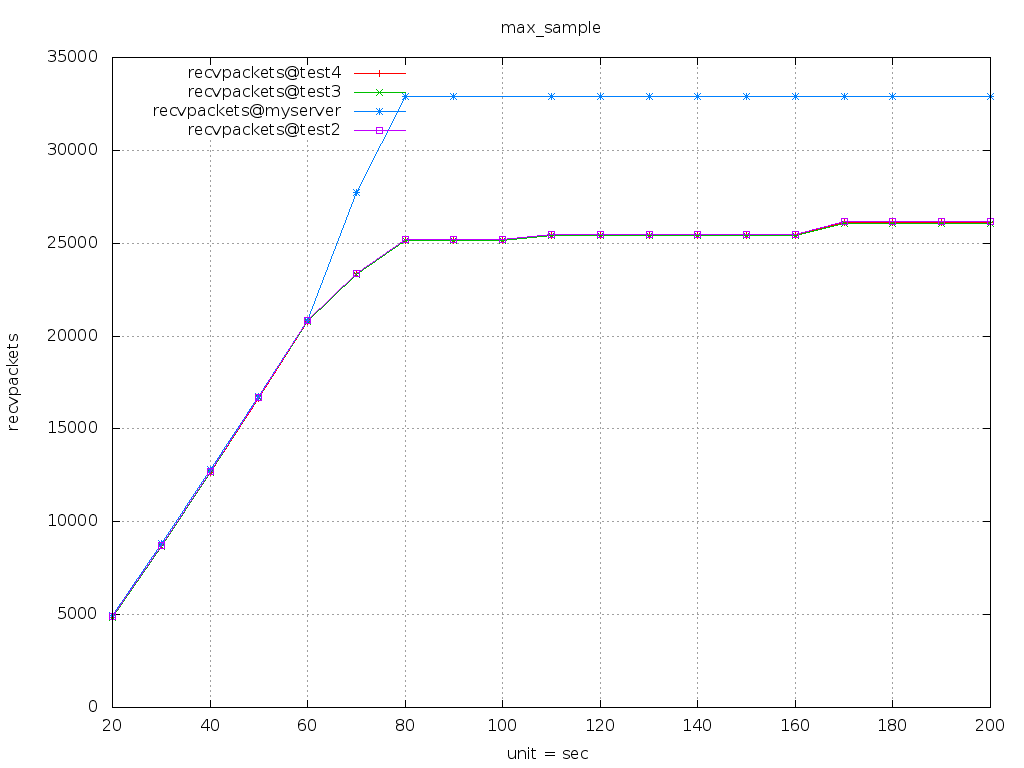 max_sample
35000
recvpackets@test4
recvpackets@test3
recvpackets@myserver
recvpackets@test2
30000
25000
20000
recvpackets
15000
10000
5000
0
20 40 60 80 100 120 140 160 180 200
unit = sec